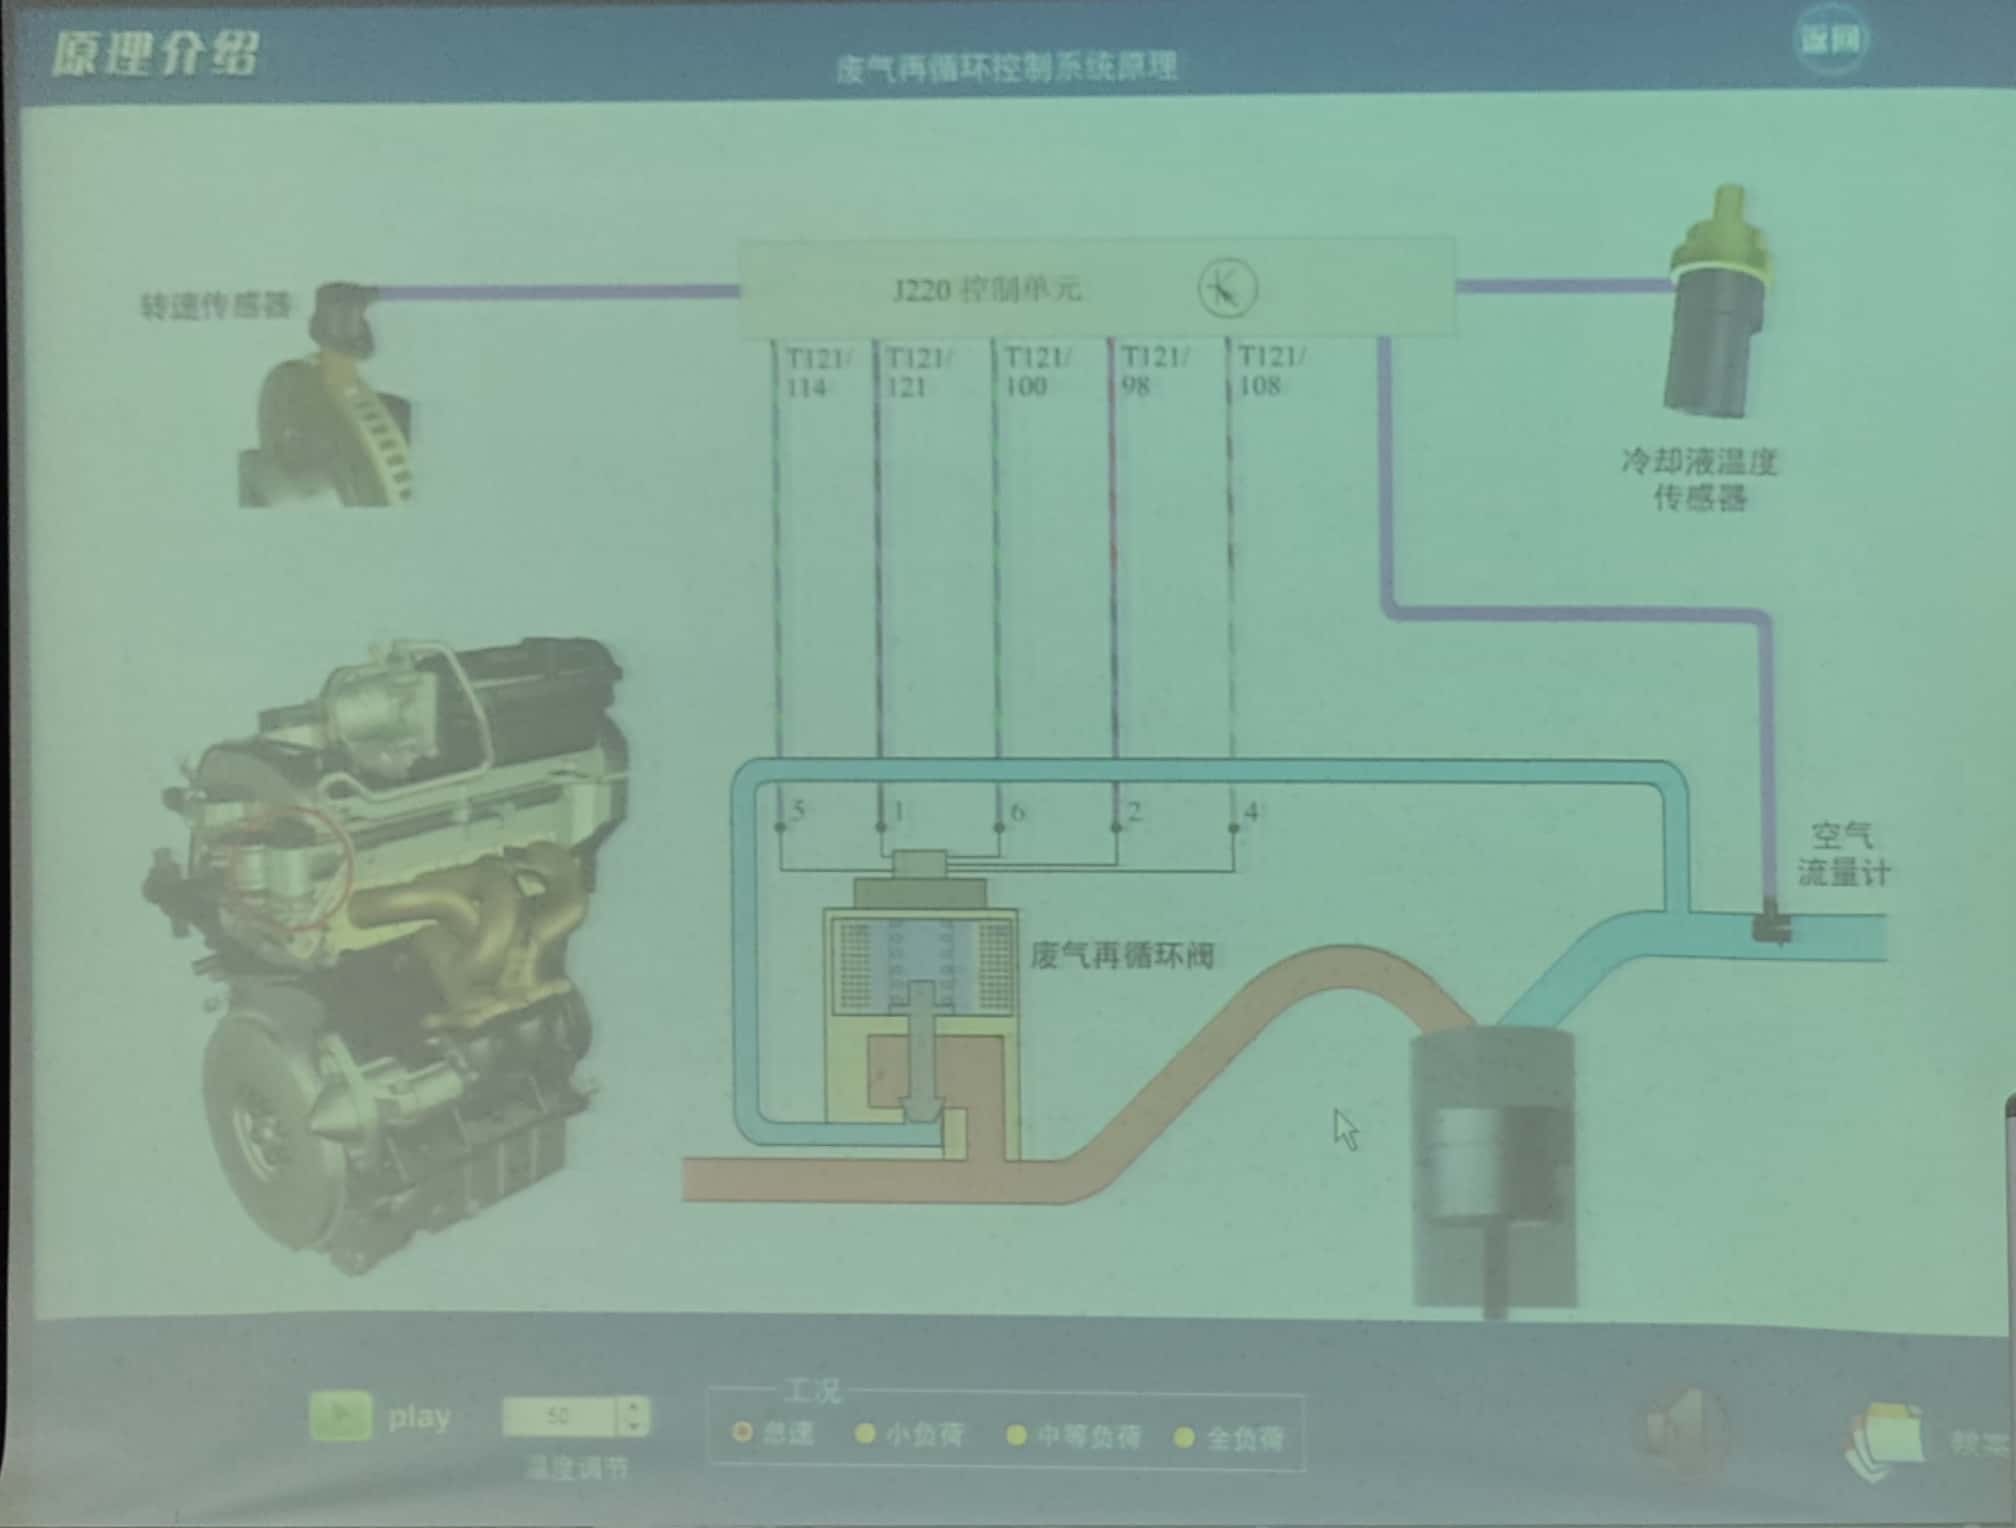 原理介绍
废气再循环控制系统原理
返回
J220 控制单元
转速传感器
T121/
114
T121/
121
T121/
100
T121/
98
T121/
108
冷却液温度
传感器
5
1
6
2
4
空气
流量计
废气再循环阀
工况
play
50
怠速
小负荷
中等负荷
全负荷
温度调节